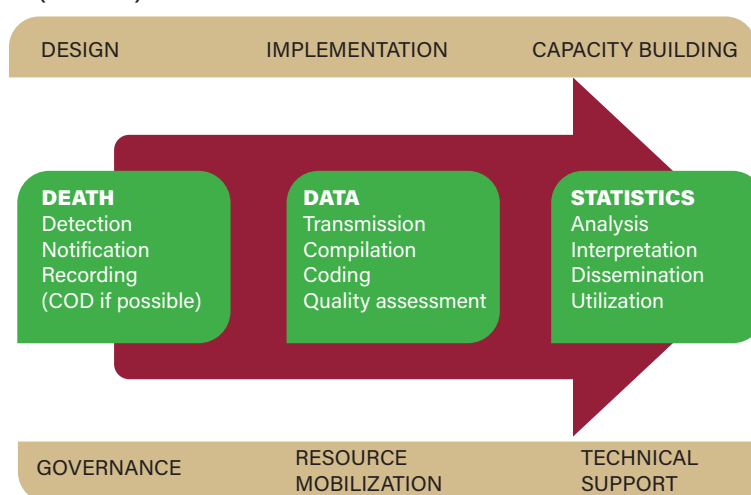 DESIGN
IMPLEMENTATION
CAPACITY BUILDING
DEATH
Detection
Notification
Recording
(COD if possible)
DATA
Transmission
Compilation
Coding
Quality assessment
STATISTICS
Analysis
Interpretation
Dissemination
Utilization
GOVERNANCE
RESOURCE
MOBILIZATION
TECHNICAL
SUPPORT